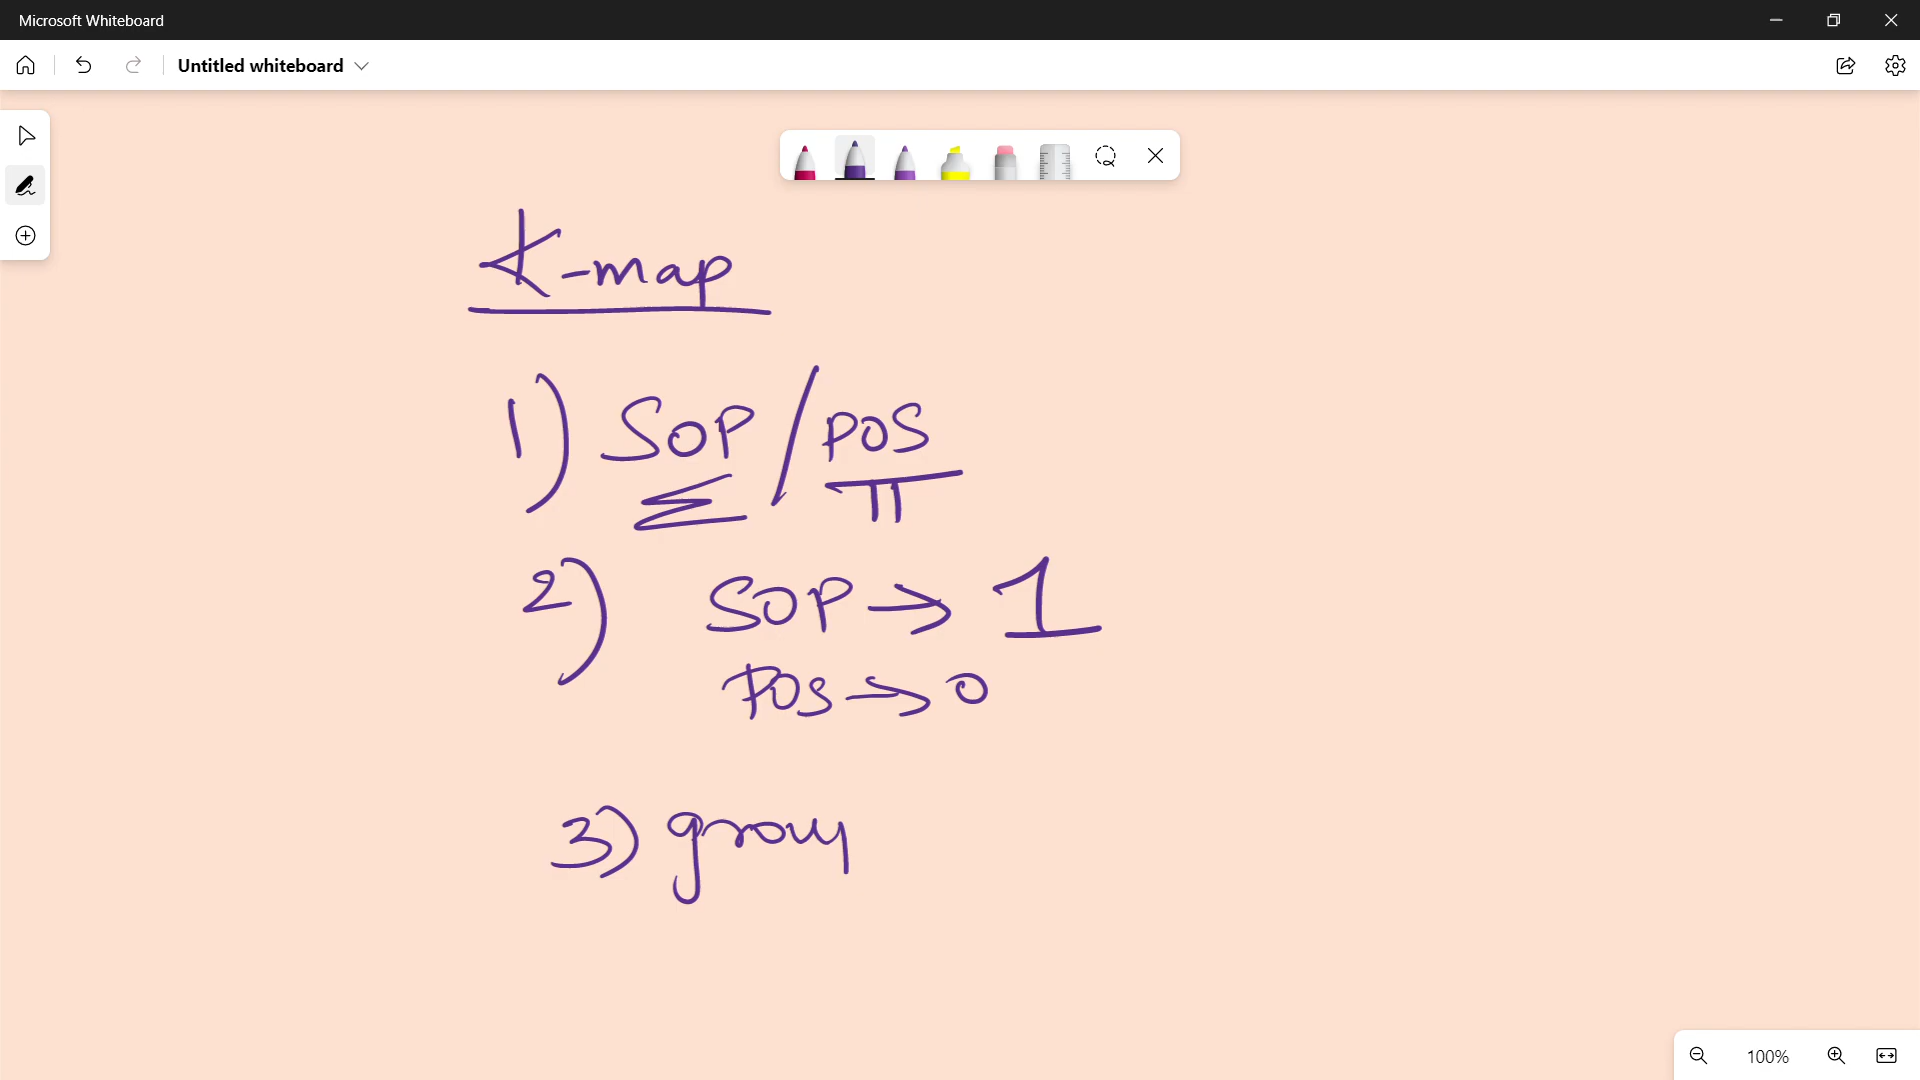 Microsoft Whiteboard
Untitled whiteboard
K-map
1) SOP / POS
Σ π
2) SOP → 1
POS → 0
3) group
100%